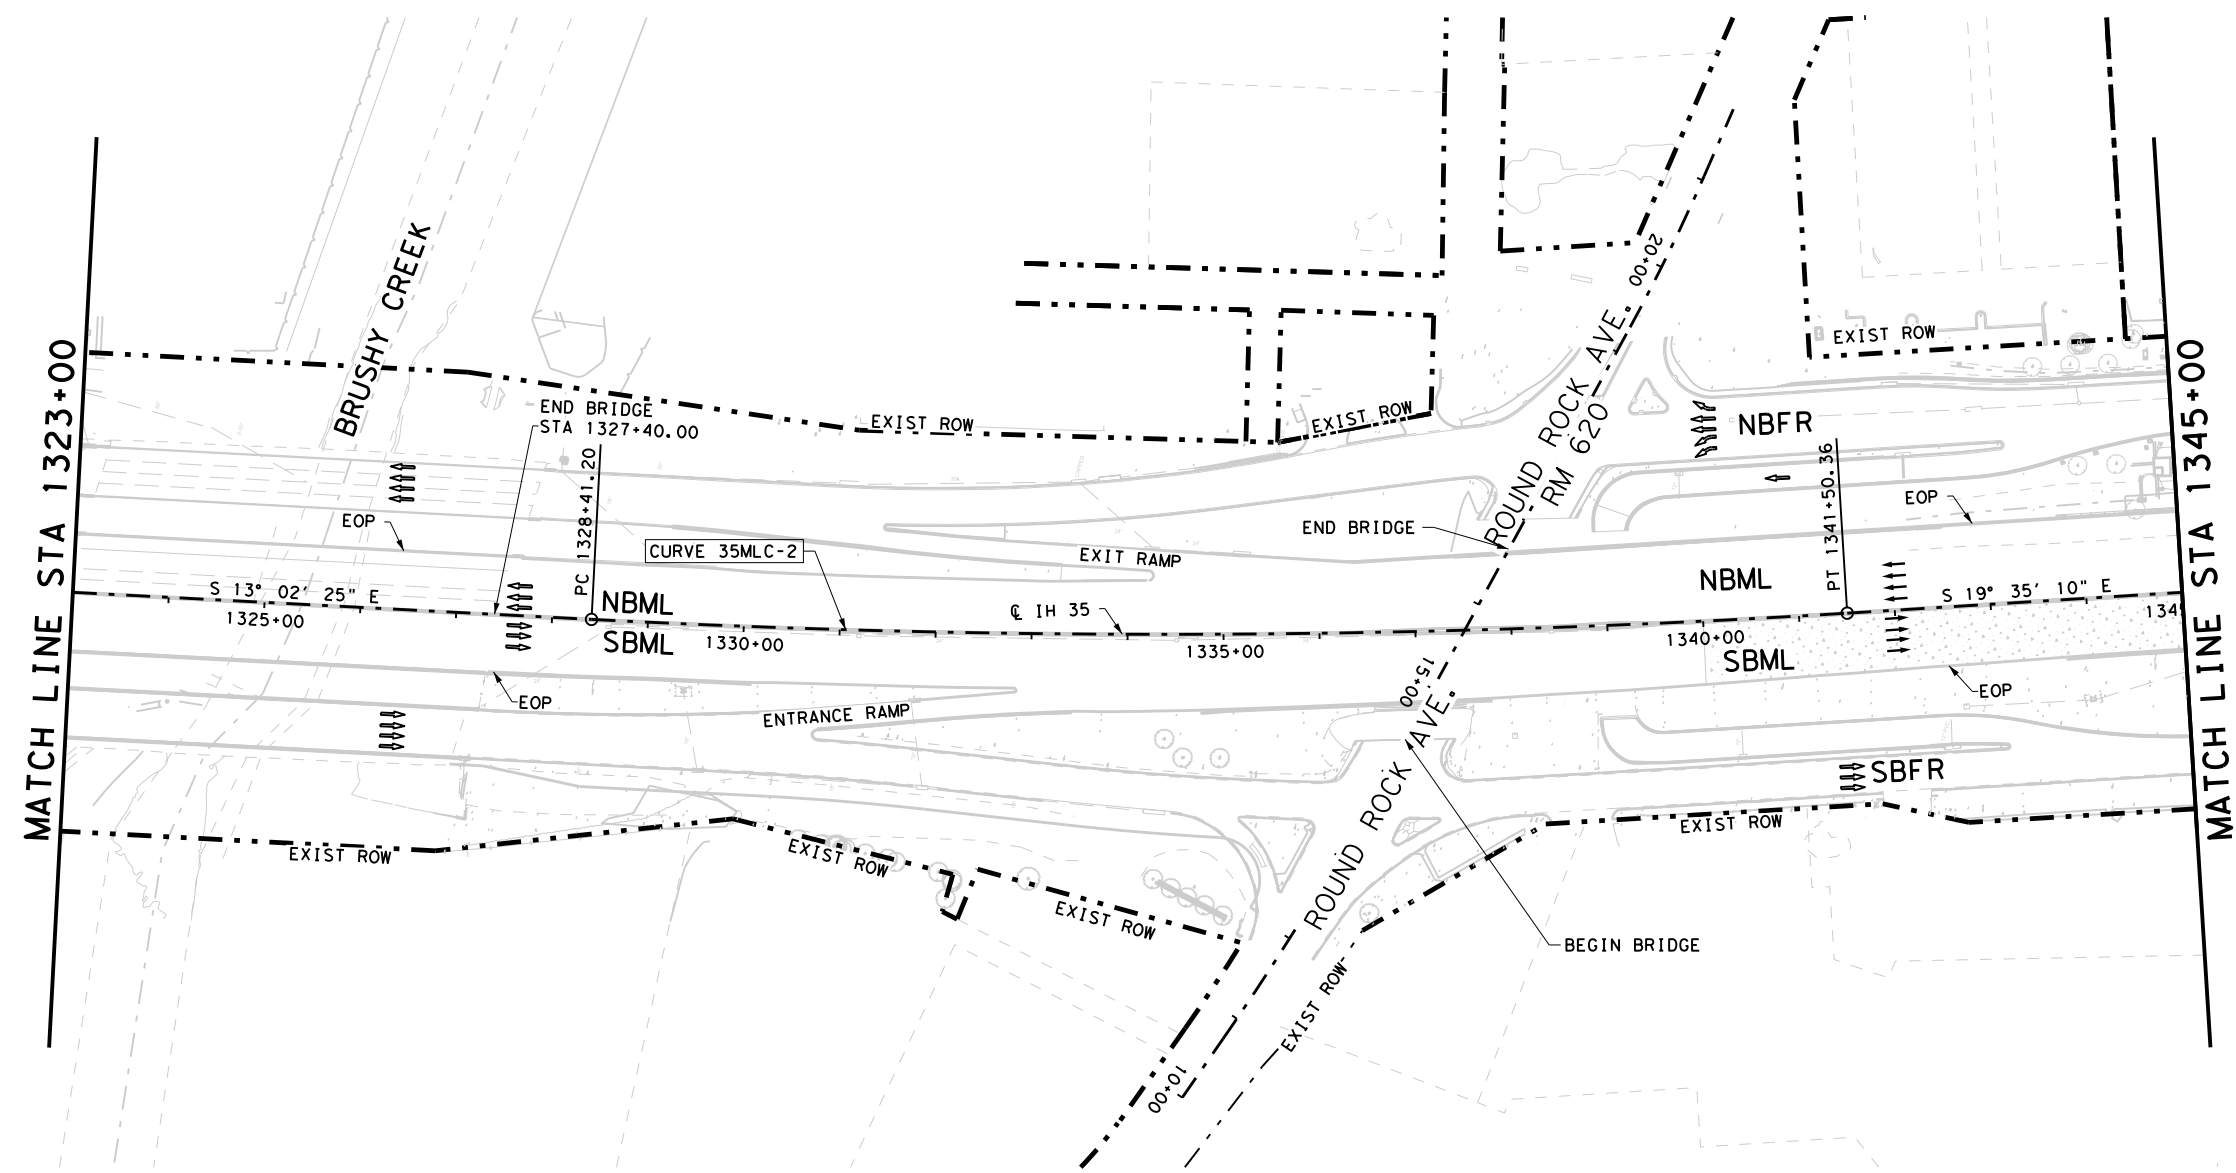 MATCH LINE STA 1323+00
BRUSHY CREEK
END BRIDGE
STA 1327+40.00
PC 1328+41.20
EXIST ROW
EXIST ROW
EXIST ROW
ROUND ROCK AVE.
RM 620
20+00
NBFR
PT 1341+50.36
EOP
EOP
CURVE 35MLC-2
EXIT RAMP
END BRIDGE
NBML
S 13° 02' 25" E
1325+00
NBML
SBML
1330+00
℄ IH 35
1335+00
1340+00
SBML
S 19° 35' 10" E
134
EOP
ENTRANCE RAMP
15+00
EOP
SBFR
ROUND ROCK AVE.
EXIST ROW
EXIST ROW
EXIST ROW
EXIST ROW
EXIST ROW
BEGIN BRIDGE
10+00
MATCH LINE STA 1345+00